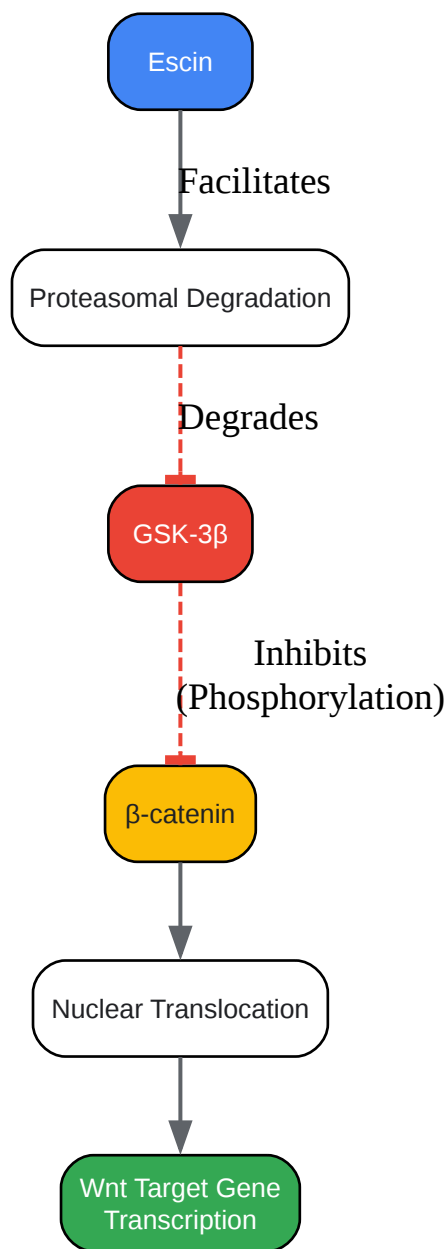 Escin
Facilitates
Proteasomal Degradation
Degrades
GSK-3β
Inhibits
(Phosphorylation)
β-catenin
Nuclear Translocation
Wnt Target Gene
Transcription